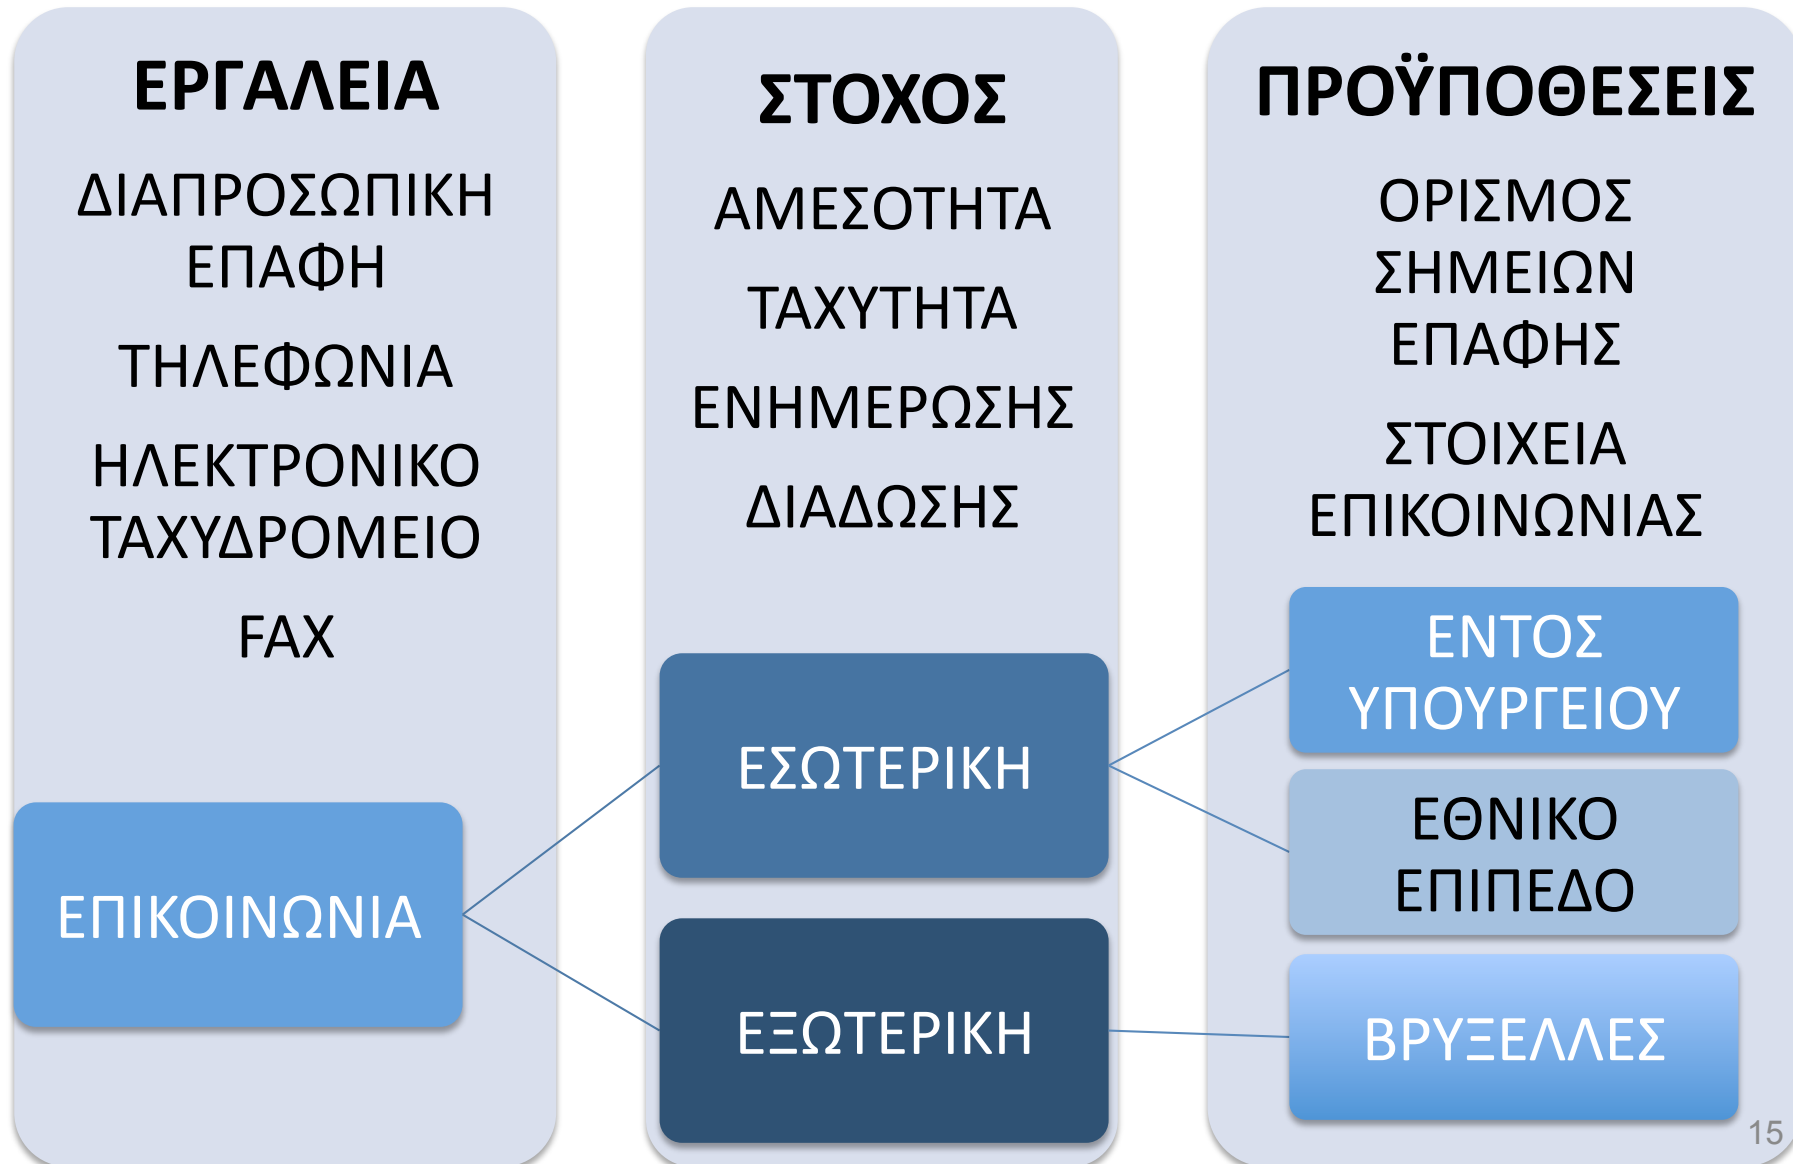 ΕΡΓΑΛΕΙΑ
ΔΙΑΠΡΟΣΩΠΙΚΗ
ΕΠΑΦΗ
ΤΗΛΕΦΩΝΙΑ
ΗΛΕΚΤΡΟΝΙΚΟ
ΤΑΧΥΔΡΟΜΕΙΟ
FAX
ΕΠΙΚΟΙΝΩΝΙΑ
ΣΤΟΧΟΣ
ΑΜΕΣΟΤΗΤΑ
ΤΑΧΥΤΗΤΑ
ΕΝΗΜΕΡΩΣΗΣ
ΔΙΑΔΩΣΗΣ
ΕΣΩΤΕΡΙΚΗ
ΕΞΩΤΕΡΙΚΗ
ΠΡΟΫΠΟΘΕΣΕΙΣ
ΟΡΙΣΜΟΣ
ΣΗΜΕΙΩΝ
ΕΠΑΦΗΣ
ΣΤΟΙΧΕΙΑ
ΕΠΙΚΟΙΝΩΝΙΑΣ
ΕΝΤΟΣ
ΥΠΟΥΡΓΕΙΟΥ
ΕΘΝΙΚΟ
ΕΠΙΠΕΔΟ
ΒΡΥΞΕΛΛΕΣ
15